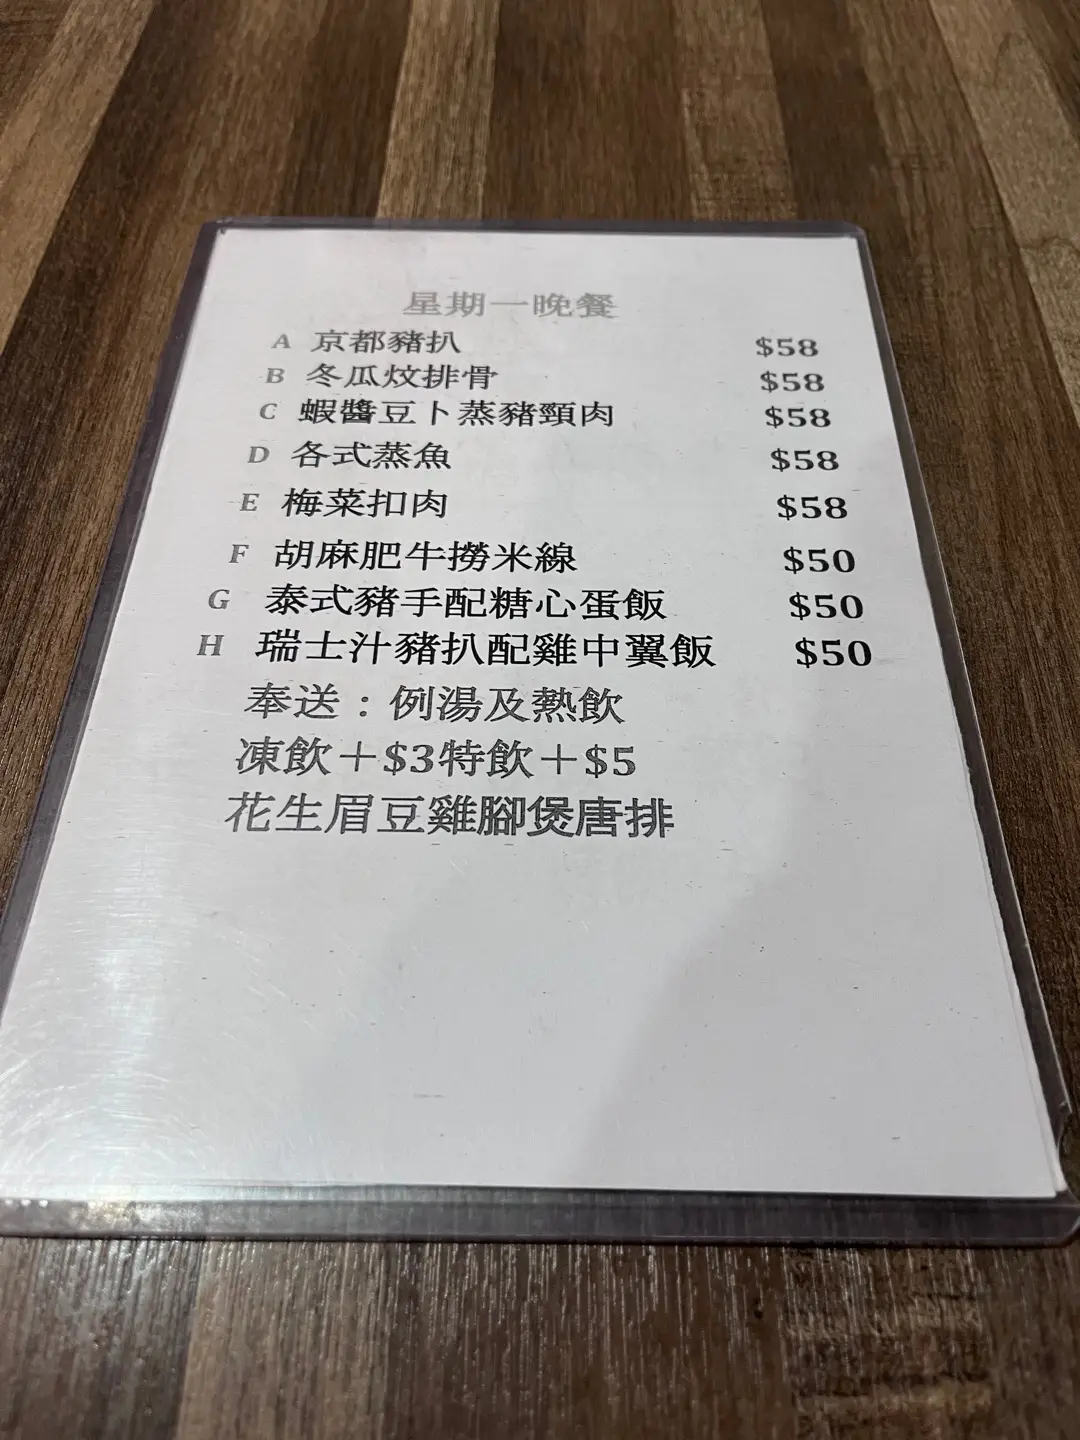 星期一晚餐
A 京都豬扒 $58
B 冬瓜炆排骨 $58
C 蝦醬豆卜蒸豬頸肉 $58
D 各式蒸魚 $58
E 梅菜扣肉 $58
F 胡麻肥牛撈米線 $50
G 泰式豬手配糖心蛋飯 $50
H 瑞士汁豬扒配雞中翼飯 $50
奉送：例湯及熱飲
凍飲＋$3特飲＋$5
花生眉豆雞腳煲唐排